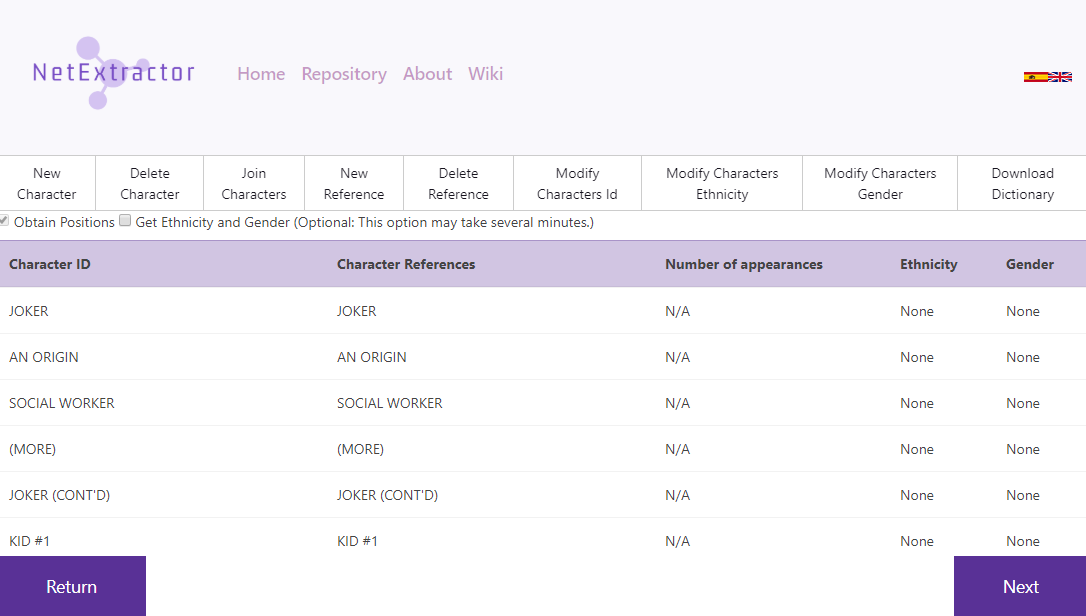 NetExtractor
Home Repository About Wiki
New Character Delete Character Join Characters New Reference Delete Reference Modify Characters Id Modify Characters Ethnicity Modify Characters Gender Download Dictionary
Obtain Positions Get Ethnicity and Gender (Optional: This option may take several minutes.)
Character ID Character References Number of appearances Ethnicity Gender
JOKER JOKER N/A None None
AN ORIGIN AN ORIGIN N/A None None
SOCIAL WORKER SOCIAL WORKER N/A None None
(MORE) (MORE) N/A None None
JOKER (CONT'D) JOKER (CONT'D) N/A None None
KID #1 KID #1 N/A None None
Return Next